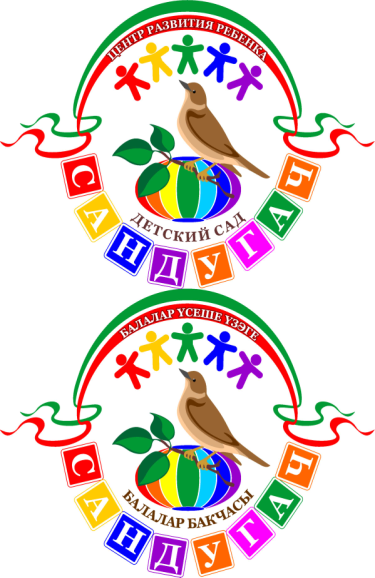 ЦЕНТР РАЗВИТИЯ РЕБЕНКА
ДЕТСКИЙ САД
САНДУГАЧ
БАЛАЛАР ҮСЕШЕ ҮЗӘГЕ
БАЛАЛАР БАКЧАСЫ
САНДУГАЧ